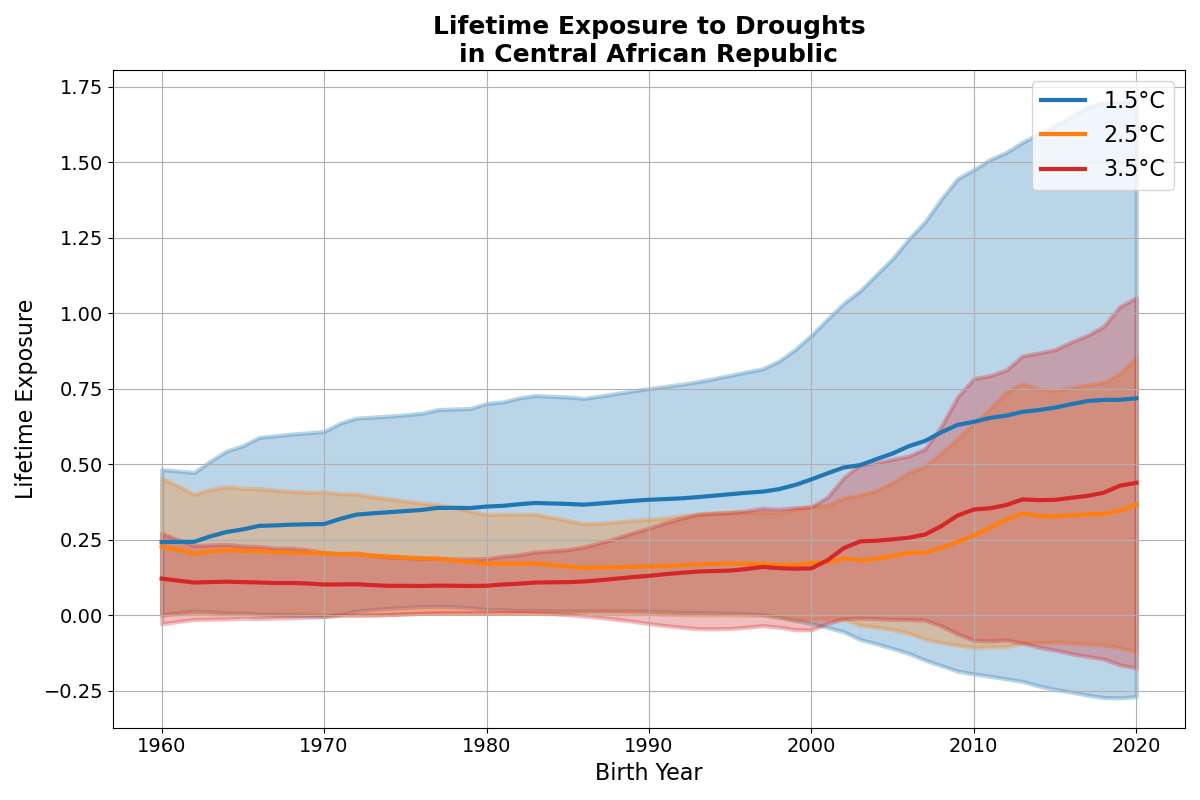 Lifetime Exposure to Droughts
in Central African Republic
1.5°C
2.5°C
3.5°C
Lifetime Exposure
1.75
1.50
1.25
1.00
0.75
0.50
0.25
0.00
−0.25
1960 1970 1980 1990 2000 2010 2020
Birth Year